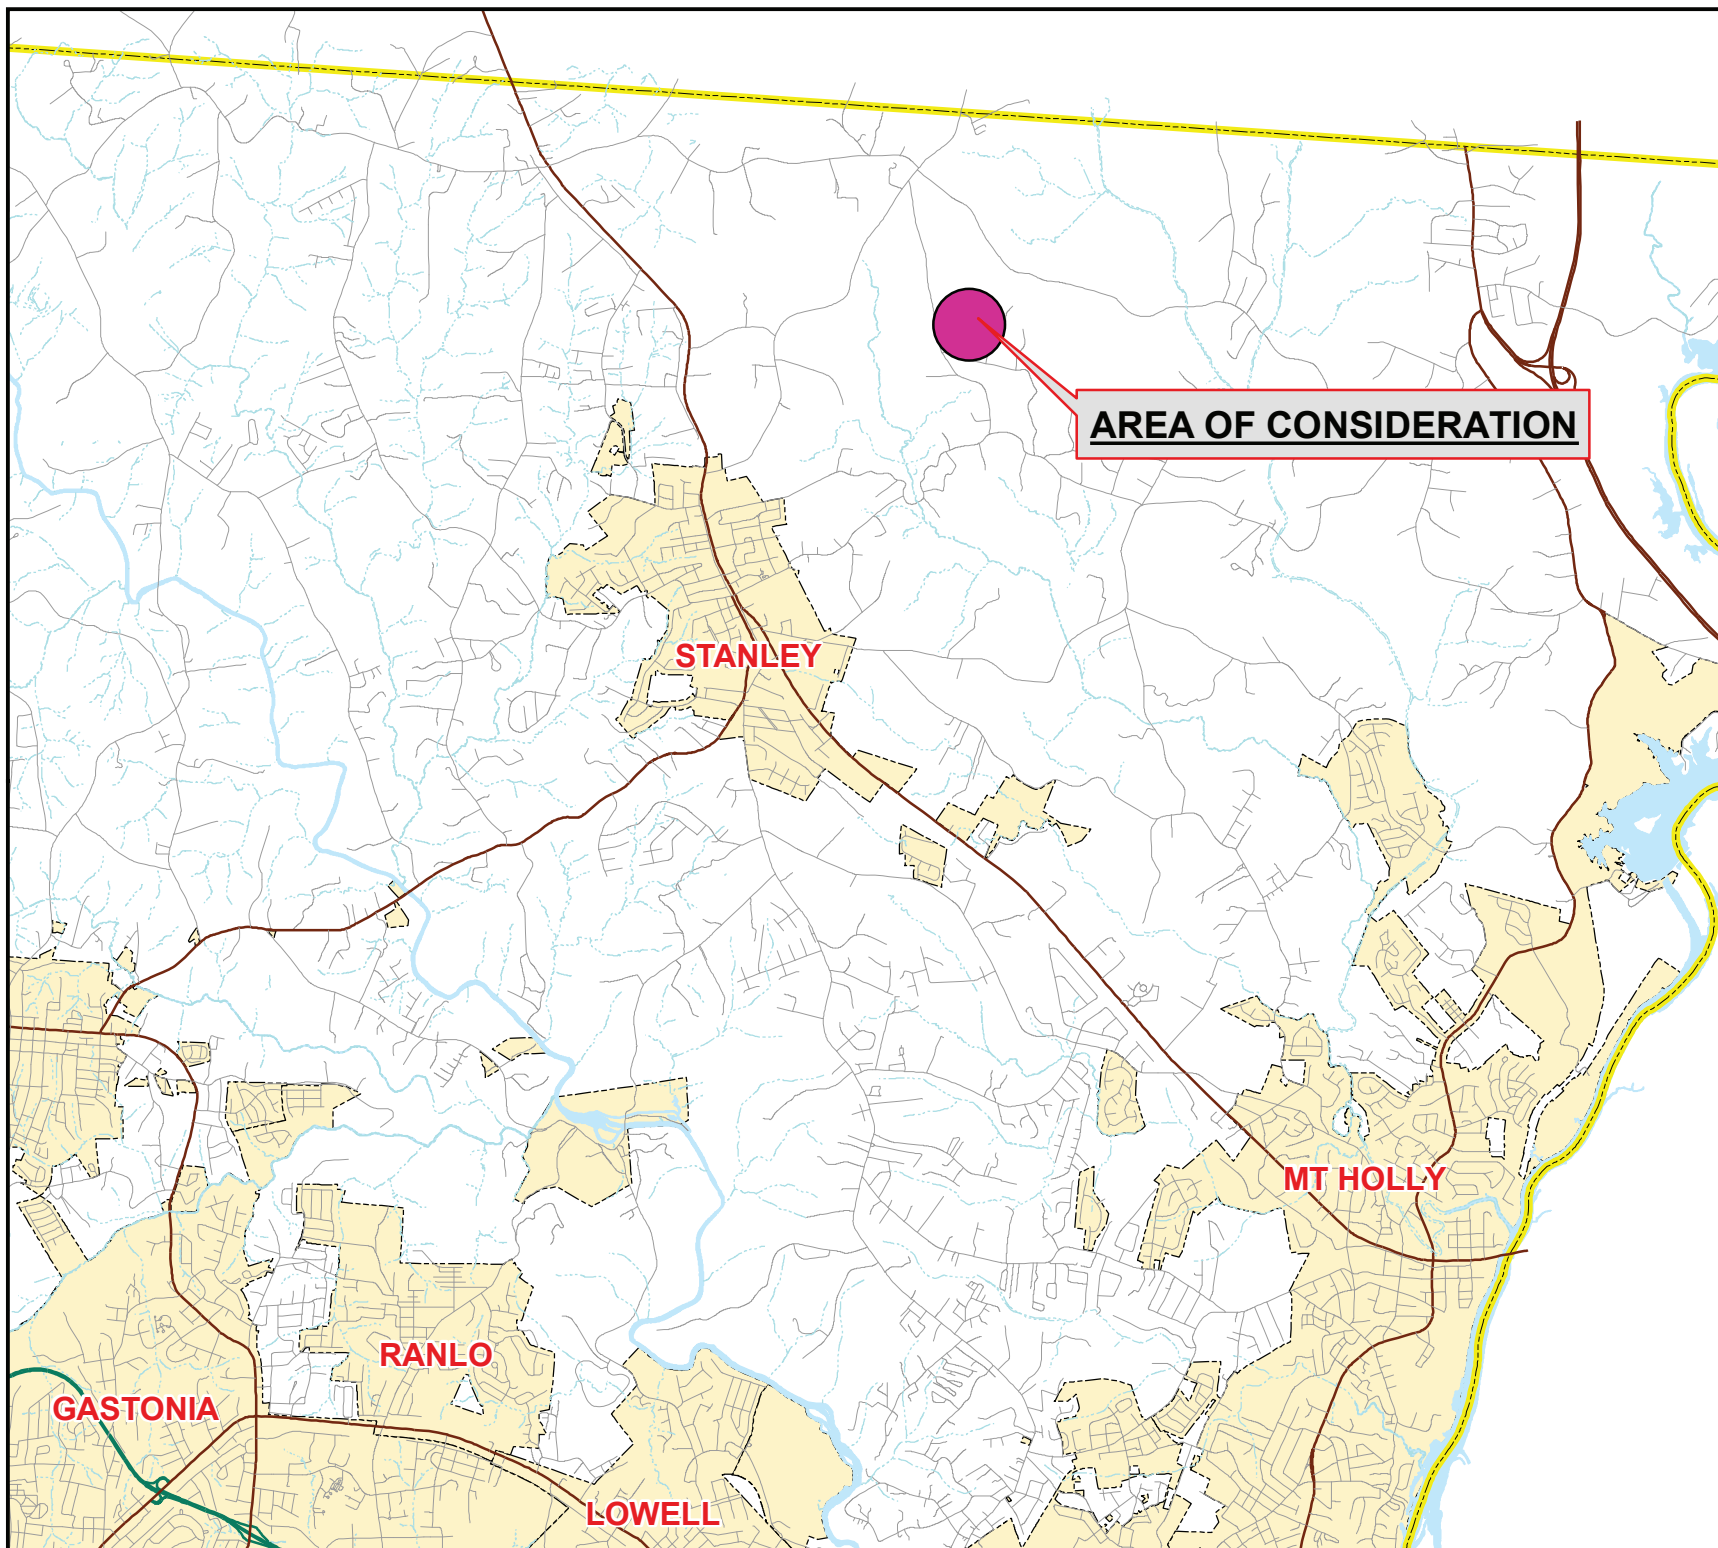 AREA OF CONSIDERATION
STANLEY
MT HOLLY
RANLO
GASTONIA
LOWELL